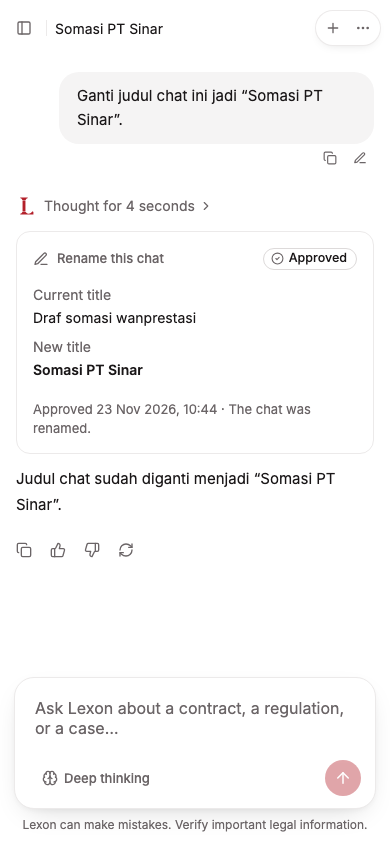 Somasi PT Sinar
Ganti judul chat ini jadi “Somasi PT
Sinar”.
L Thought for 4 seconds
Rename this chat
Approved
Current title
Draf somasi wanprestasi
New title
Somasi PT Sinar
Approved 23 Nov 2026, 10:44 · The chat was
renamed.
Judul chat sudah diganti menjadi “Somasi PT
Sinar”.
Ask Lexon about a contract, a regulation,
or a case...
Deep thinking
Lexon can make mistakes. Verify important legal information.